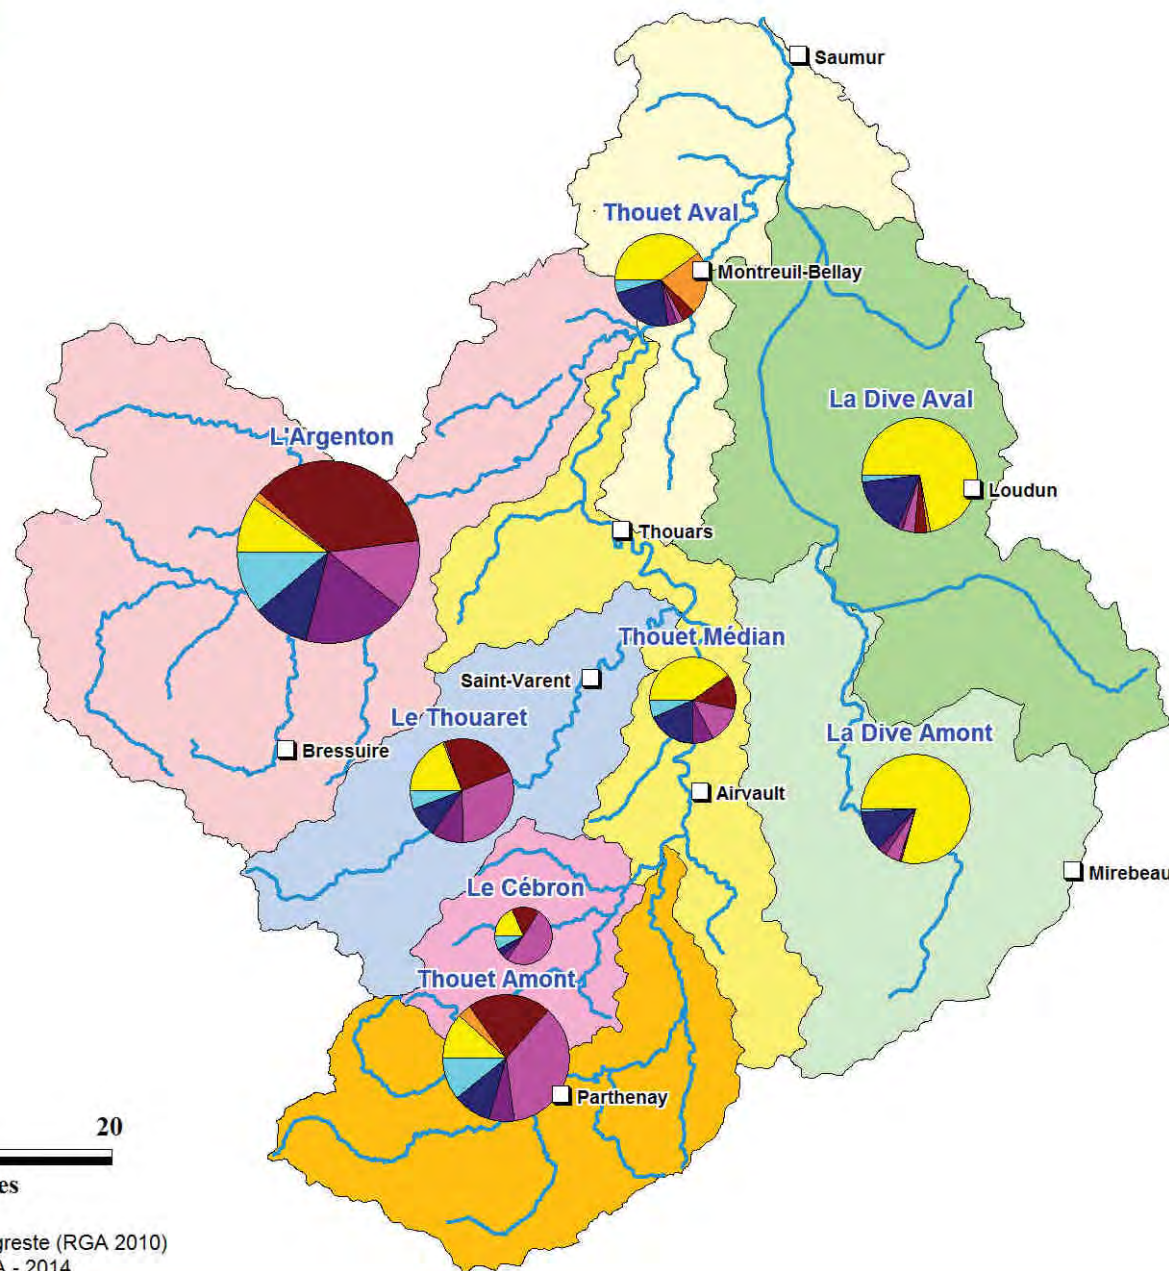 Saumur
Thouet Aval
Montreuil-Bellay
La Dive Aval
L'Argenton
Loudun
Thouars
Thouet Médian
Saint-Varent
Le Thouaret
La Dive Amont
Bressuire
Airvault
Mirebeau
Le Cébron
Thouet Amont
Parthenay
20
es
greste (RGA 2010)
A - 2014